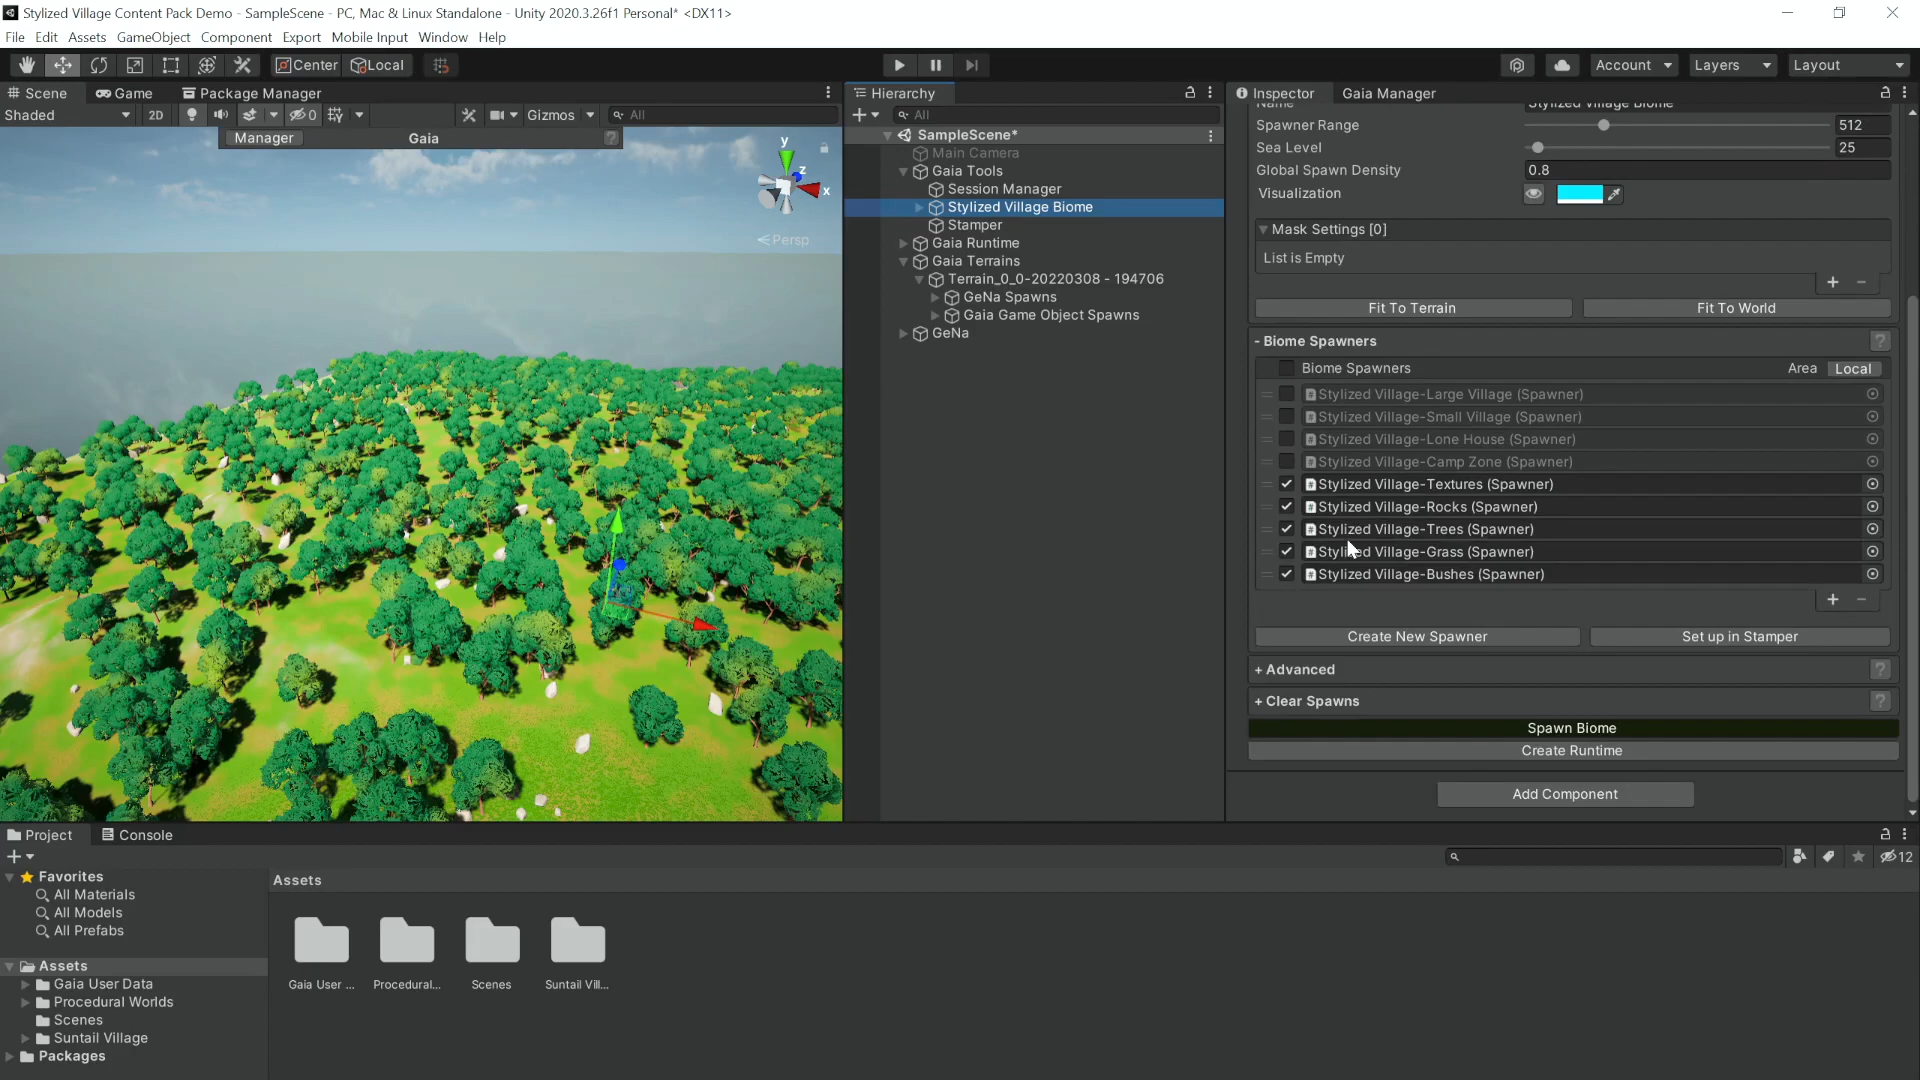 Stylized Village Content Pack Demo - SampleScene - PC, Mac & Linux Standalone - Unity 2020.3.26f1 Personal* <DX11>
File Edit Assets GameObject Component Export Mobile Input Window Help
Center Local Account Layers Layout
Scene Game Package Manager
Shaded 2D 0 Gizmos All
Manager Gaia ?
y
z
x
Persp
Hierarchy
All
SampleScene*
Main Camera
Gaia Tools
Session Manager
Stylized Village Biome
Stamper
Gaia Runtime
Gaia Terrains
Terrain_0_0-20220308 - 194706
GeNa Spawns
Gaia Game Object Spawns
GeNa
Inspector Gaia Manager
Name Stylized Village Biome
Spawner Range 512
Sea Level 25
Global Spawn Density 0.8
Visualization
Mask Settings [0]
List is Empty
+ -
Fit To Terrain Fit To World
- Biome Spawners ?
Biome Spawners Area Local
Stylized Village-Large Village (Spawner)
Stylized Village-Small Village (Spawner)
Stylized Village-Lone House (Spawner)
Stylized Village-Camp Zone (Spawner)
Stylized Village-Textures (Spawner)
Stylized Village-Rocks (Spawner)
Stylized Village-Trees (Spawner)
Stylized Village-Grass (Spawner)
Stylized Village-Bushes (Spawner)
+ -
Create New Spawner Set up in Stamper
+ Advanced ?
+ Clear Spawns ?
Spawn Biome
Create Runtime
Add Component
Project Console
12
Favorites
All Materials
All Models
All Prefabs
Assets
Gaia User Data
Procedural Worlds
Scenes
Suntail Village
Packages
Assets
Gaia User ... Procedural... Scenes Suntail Vill...